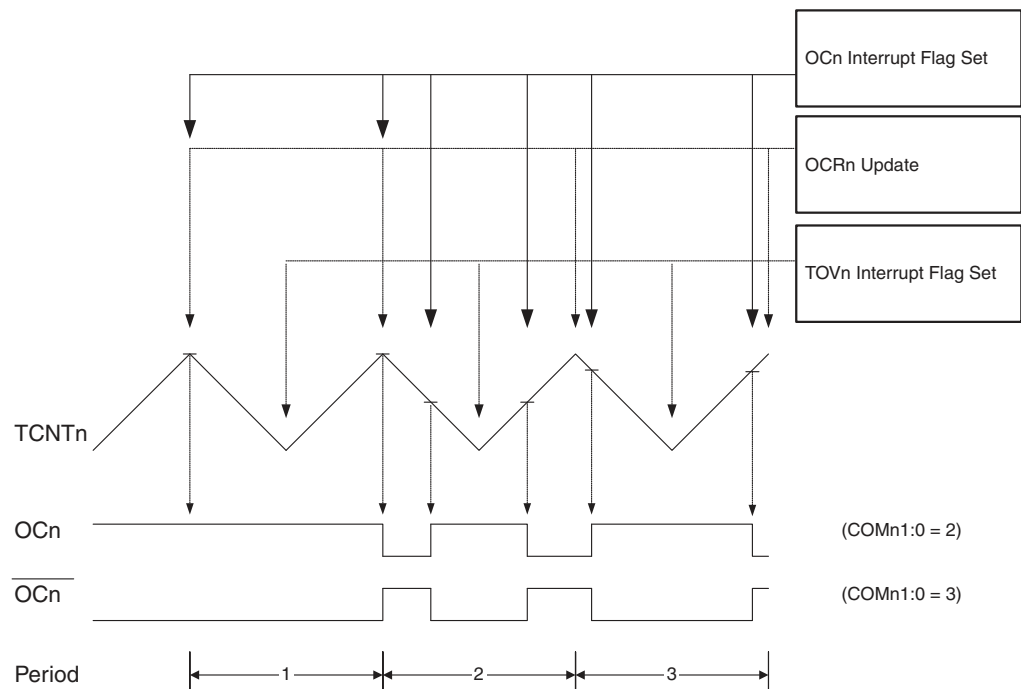 OCn Interrupt Flag Set
OCRn Update
TOVn Interrupt Flag Set
TCNTn
OCn
(COMn1:0 = 2)
OCn
(COMn1:0 = 3)
Period
1
2
3